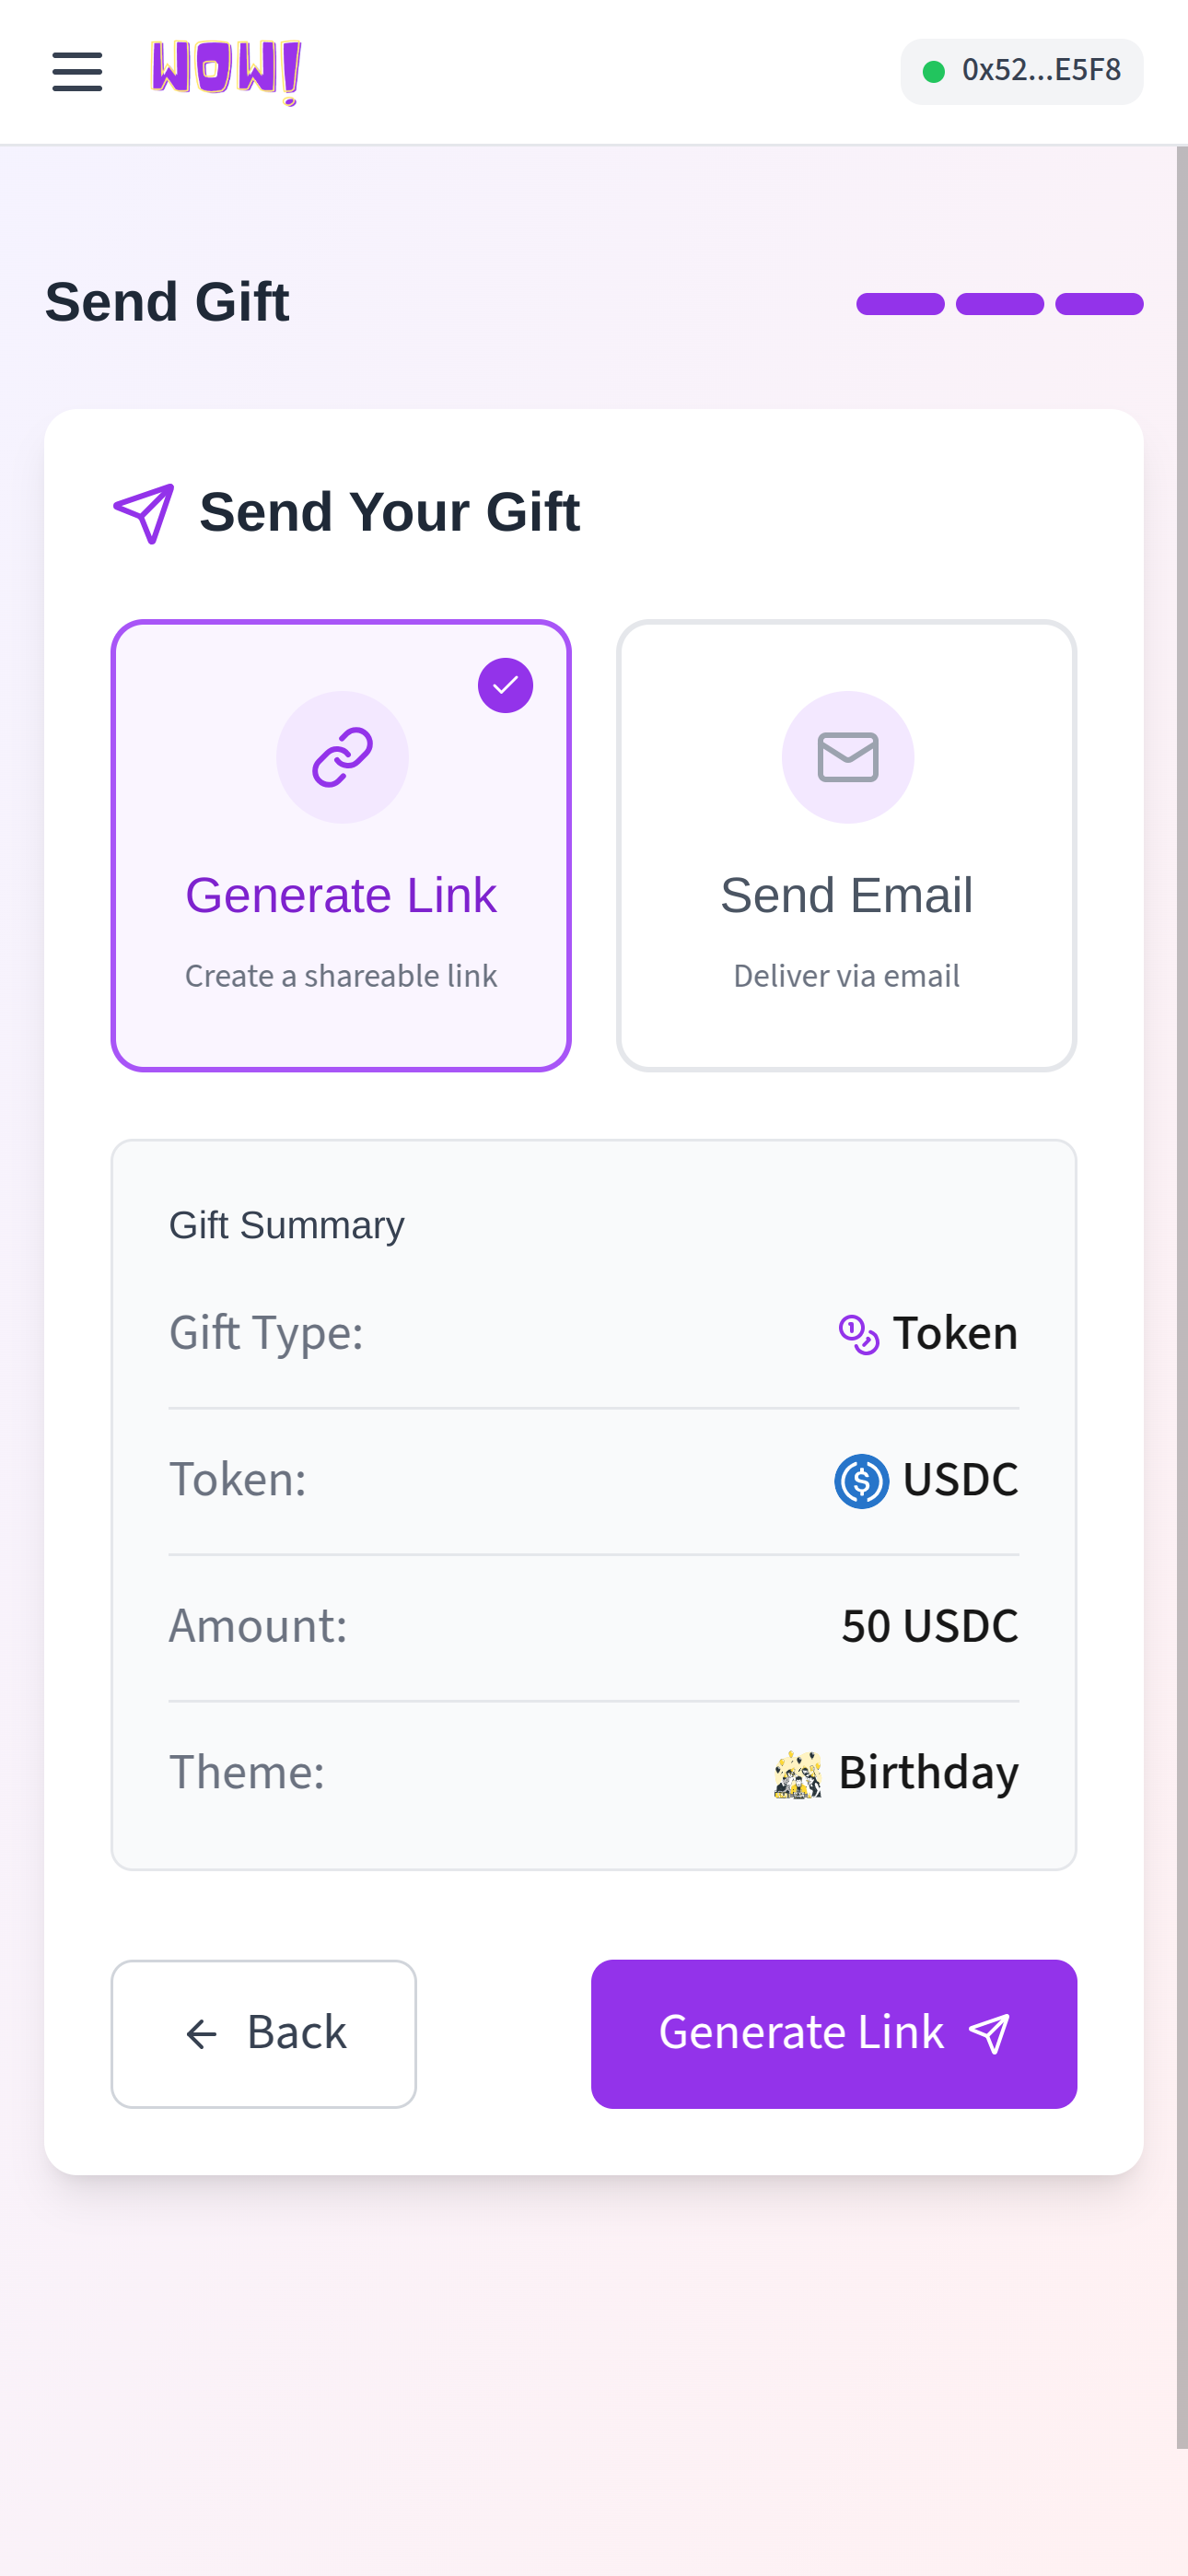 WOW!
0x52...E5F8
Send Gift
Send Your Gift
Generate Link
Create a shareable link
Send Email
Deliver via email
Gift Summary
Gift Type: Token
Token: USDC
Amount: 50 USDC
Theme: Birthday
Back
Generate Link